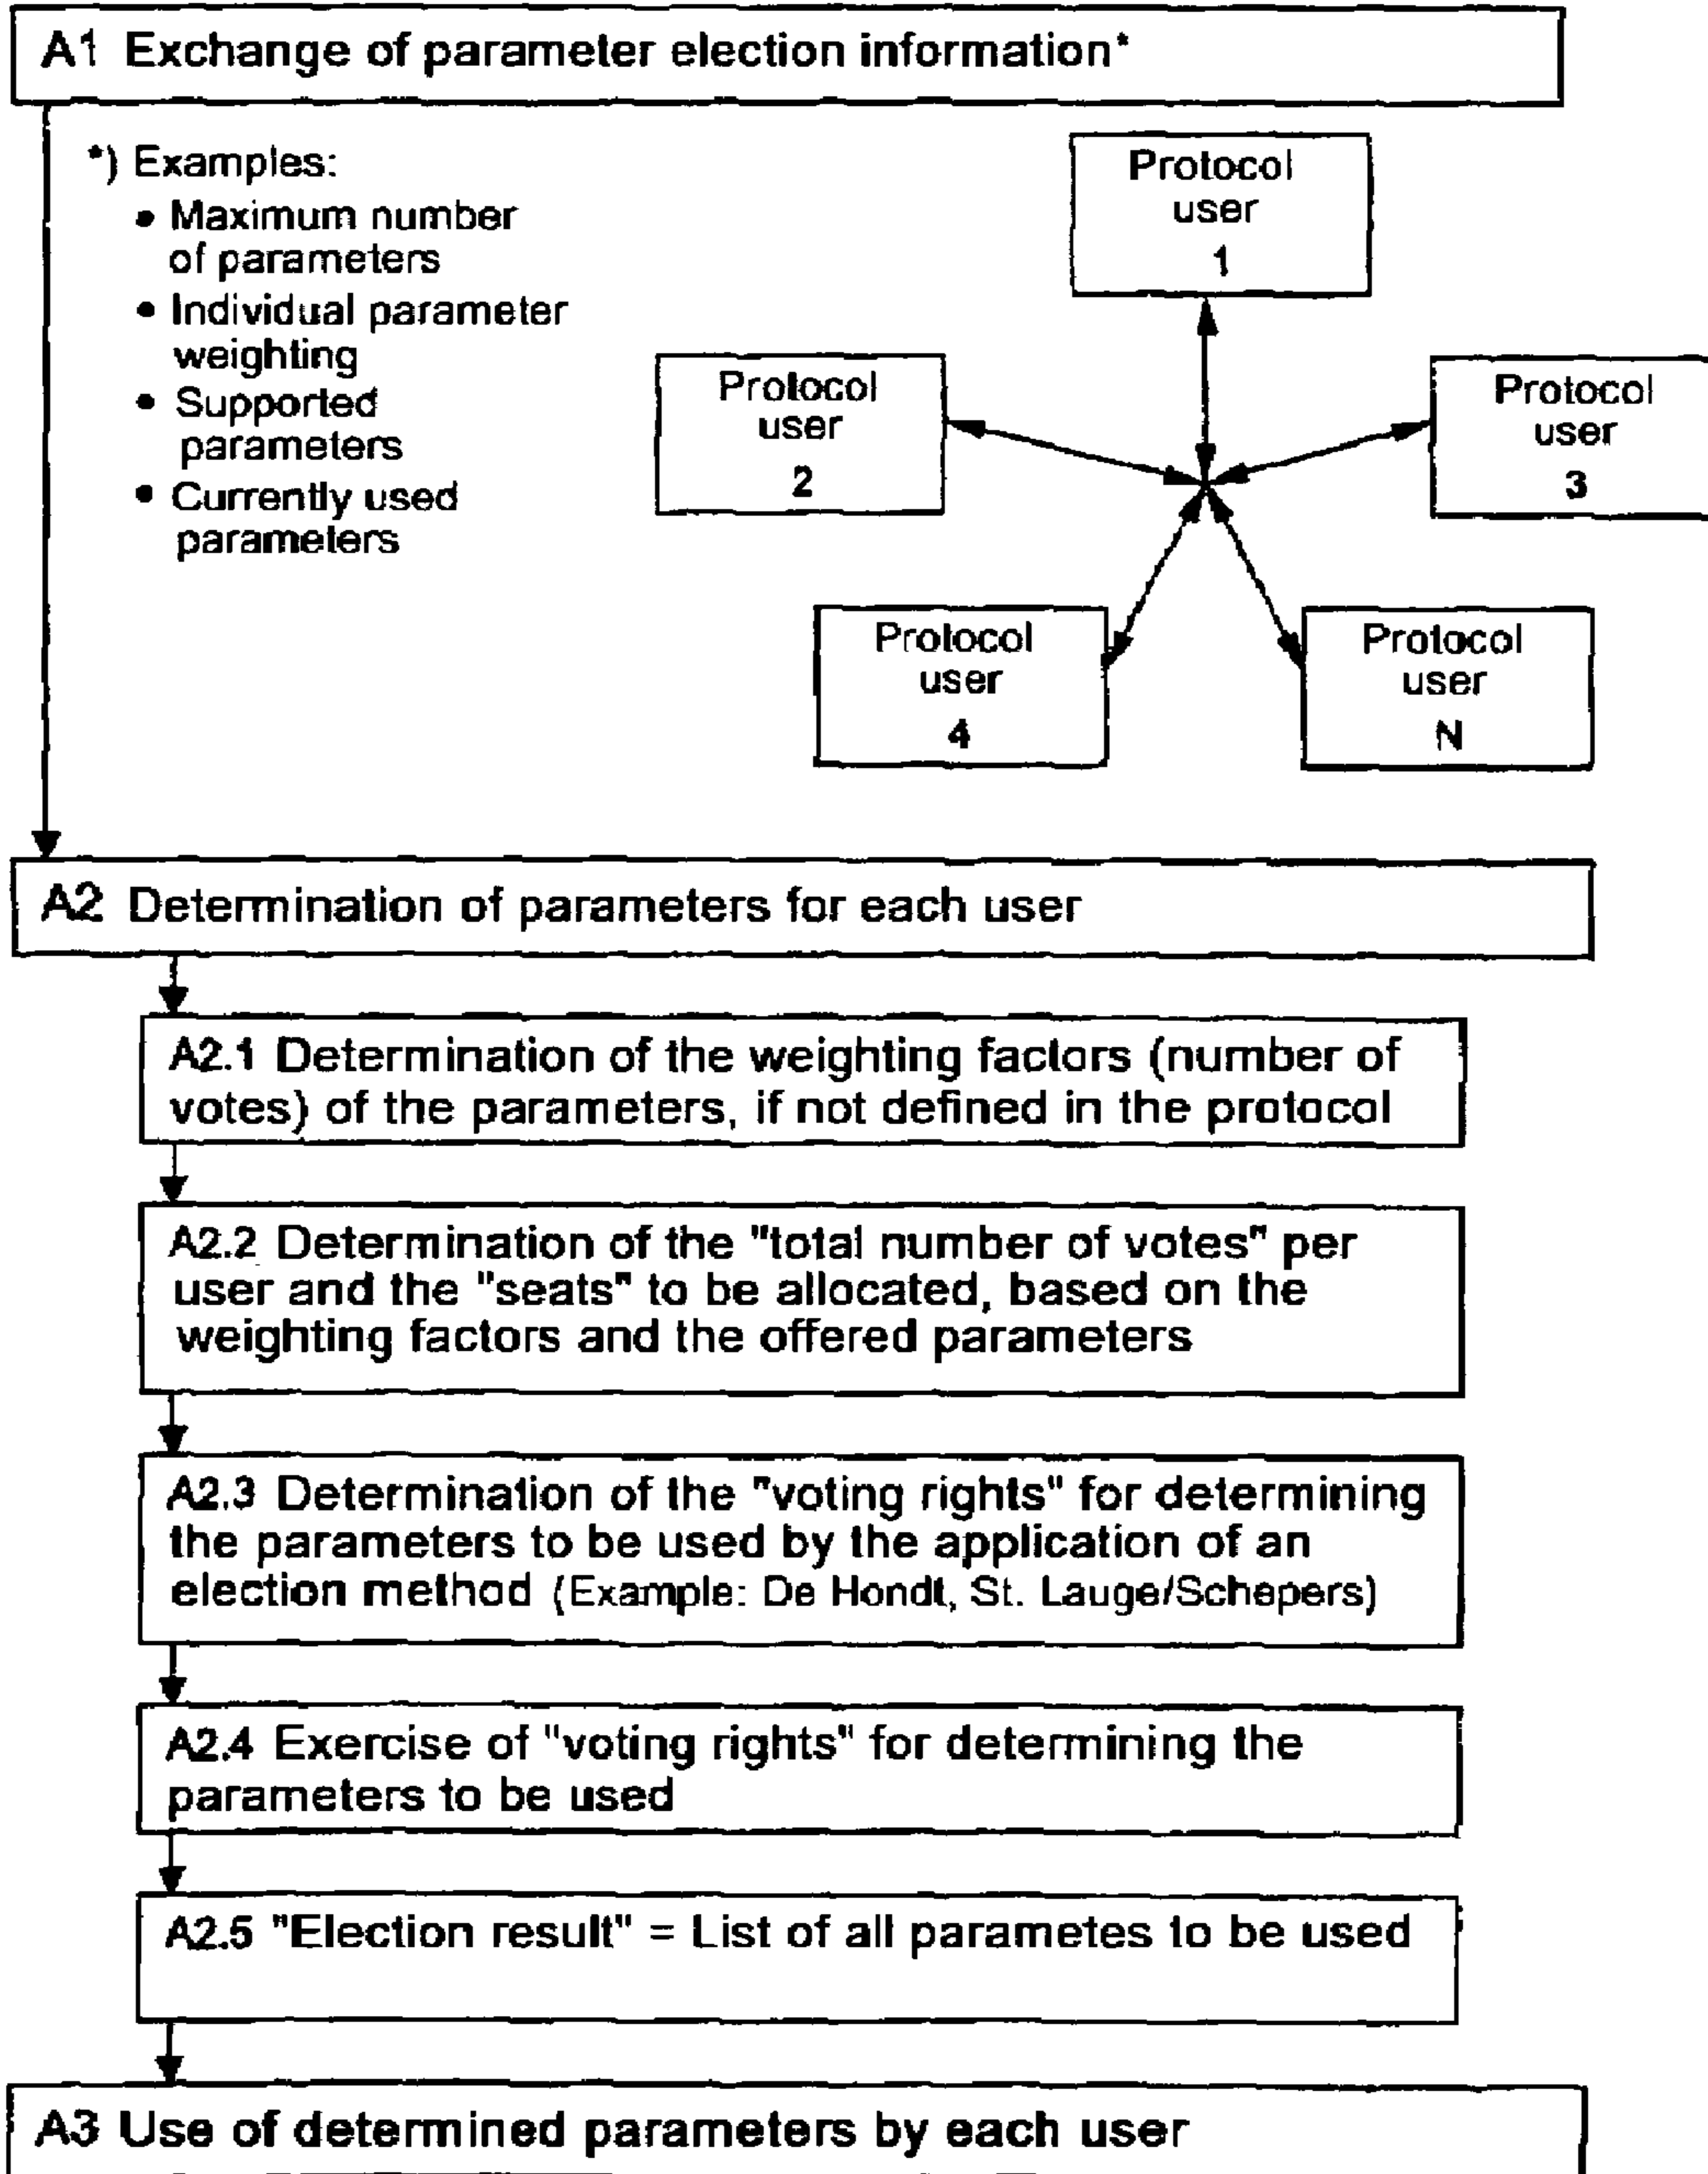 A1 Exchange of parameter election information*
*) Examples:
• Maximum number
of parameters
• Individual parameter
weighting
• Supported
parameters
• Currently used
parameters
Protocol
user
1
Protocol
user
2
Protocol
user
3
Protocol
user
4
Protocol
user
N
A2 Determination of parameters for each user
A2.1 Determination of the weighting factors (number of
votes) of the parameters, if not defined in the protocol
A2.2 Determination of the "total number of votes" per
user and the "seats" to be allocated, based on the
weighting factors and the offered parameters
A2.3 Determination of the "voting rights" for determining
the parameters to be used by the application of an
election method (Example: De Hondt, St. Lauge/Schepers)
A2.4 Exercise of "voting rights" for determining the
parameters to be used
A2.5 "Election result" = List of all parametes to be used
A3 Use of determined parameters by each user